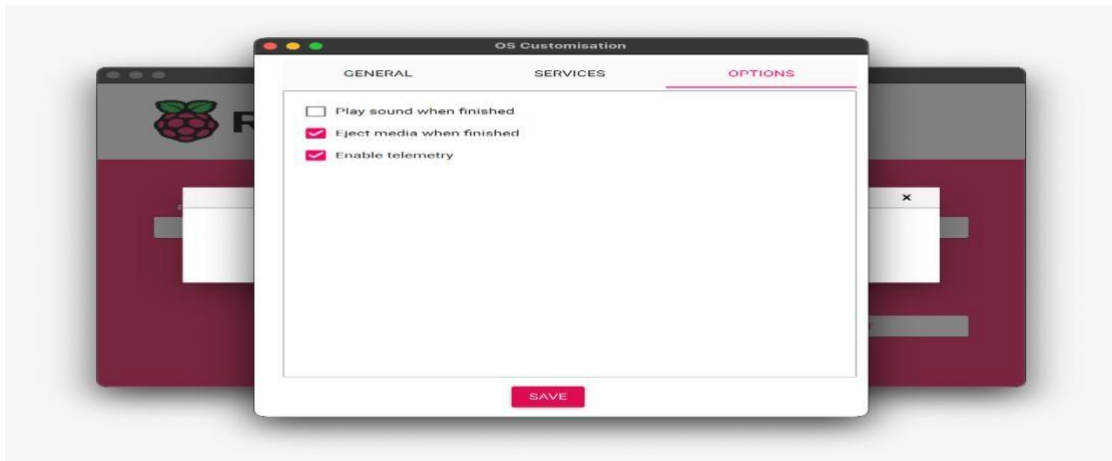 OS Customisation
GENERAL SERVICES OPTIONS
Play sound when finished
Eject media when finished
Enable telemetry
SAVE